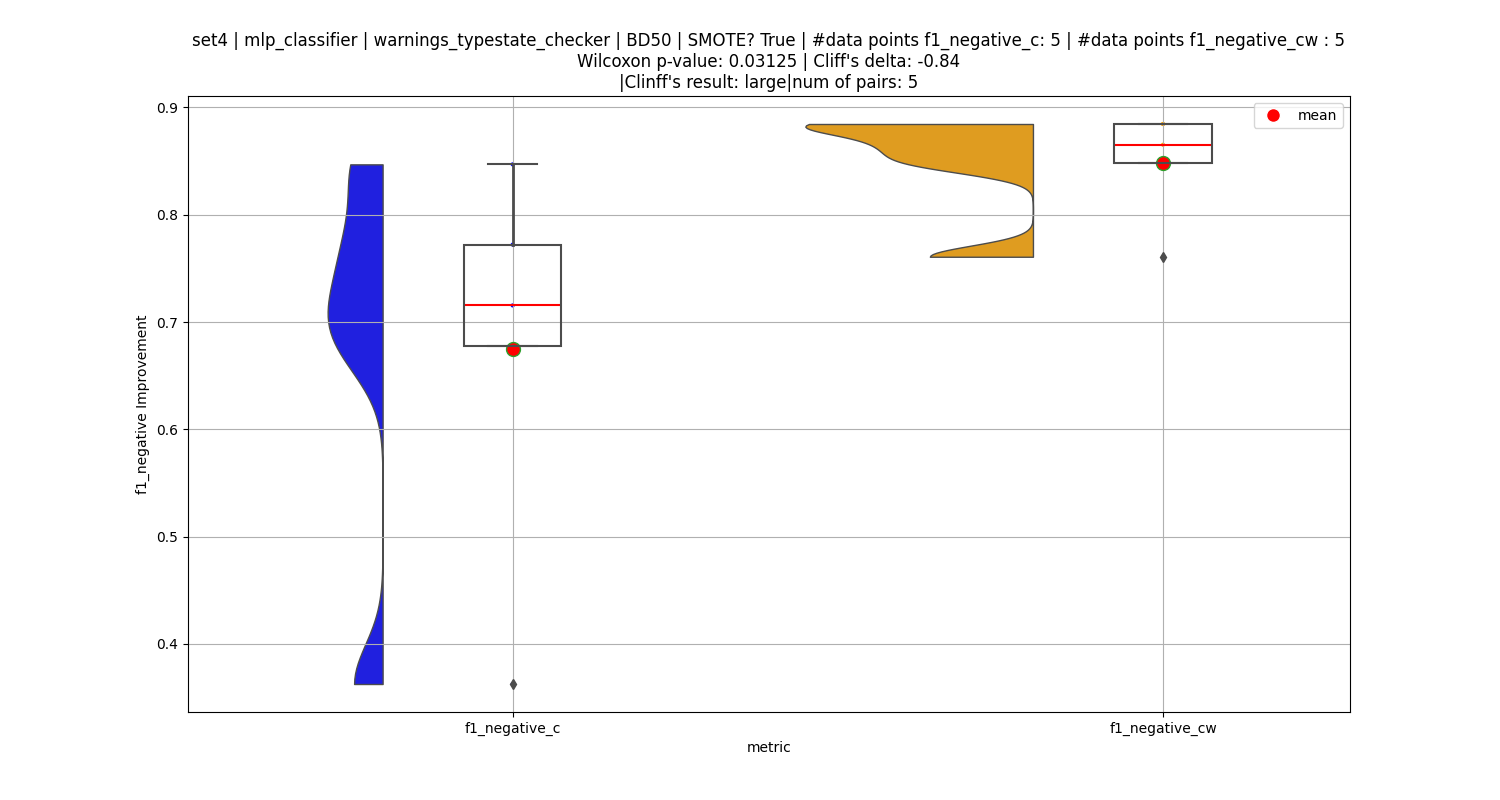 set4 | mlp_classifier | warnings_typestate_checker | BD50 | SMOTE? True | #data points f1_negative_c: 5 | #data points f1_negative_cw : 5
Wilcoxon p-value: 0.03125 | Cliff's delta: -0.84
|Clinff's result: large|num of pairs: 5
mean
0.9
0.8
0.7
0.6
0.5
0.4
f1_negative Improvement
f1_negative_c
f1_negative_cw
metric